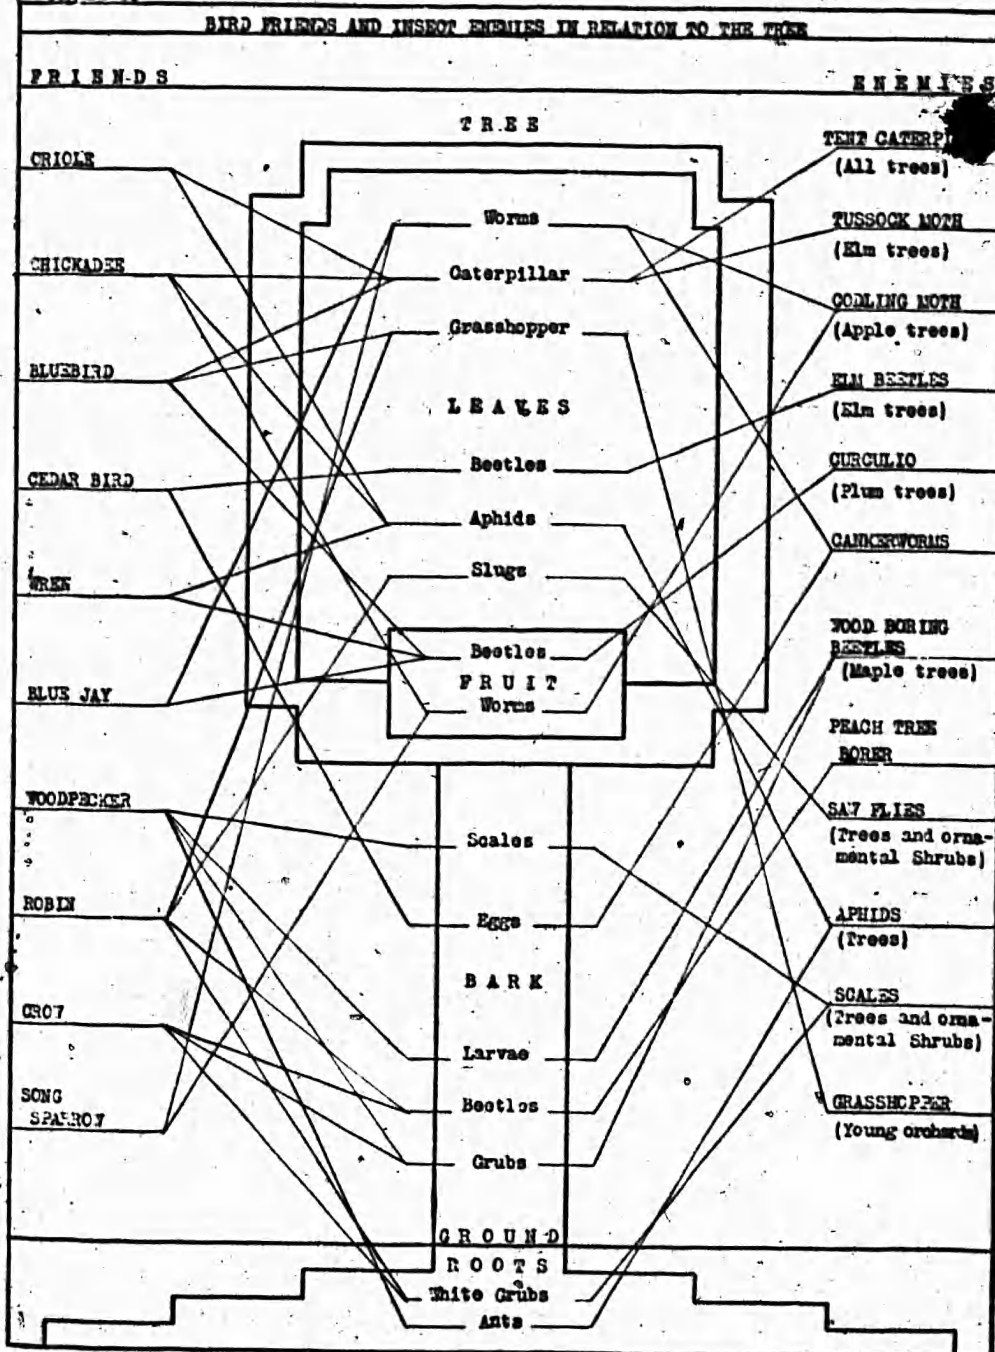 BIRD FRIENDS AND INSECT ENEMIES IN RELATION TO THE TREE
FRIENDS
ENEMIES
TREE
ORIOLE
CHICKADEE
BLUEBIRD
CEDAR BIRD
WREN
BLUE JAY
WOODPECKER
ROBIN
CROW
SONG
SPARROW
Worms
Caterpillar
Grasshopper
LEAVES
Beetles
Aphids
Slugs
Beetles
FRUIT
Worms
Scales
Eggs
BARK
Larvae
Beetles
Grubs
GROUND
ROOTS
White Grubs
Ants
TENT CATERPI
(All trees)
TUSSOCK MOTH
(Elm trees)
CODLING MOTH
(Apple trees)
ELM BEETLES
(Elm trees)
CURCULIO
(Plum trees)
CANKERWORMS
WOOD BORING
BEETLES
(Maple trees)
PEACH TREE
BORER
SAW FLIES
(Trees and orna-
mental Shrubs)
APHIDS
(Trees)
SCALES
(Trees and orna-
mental Shrubs)
GRASSHOPPER
(Young orchards)